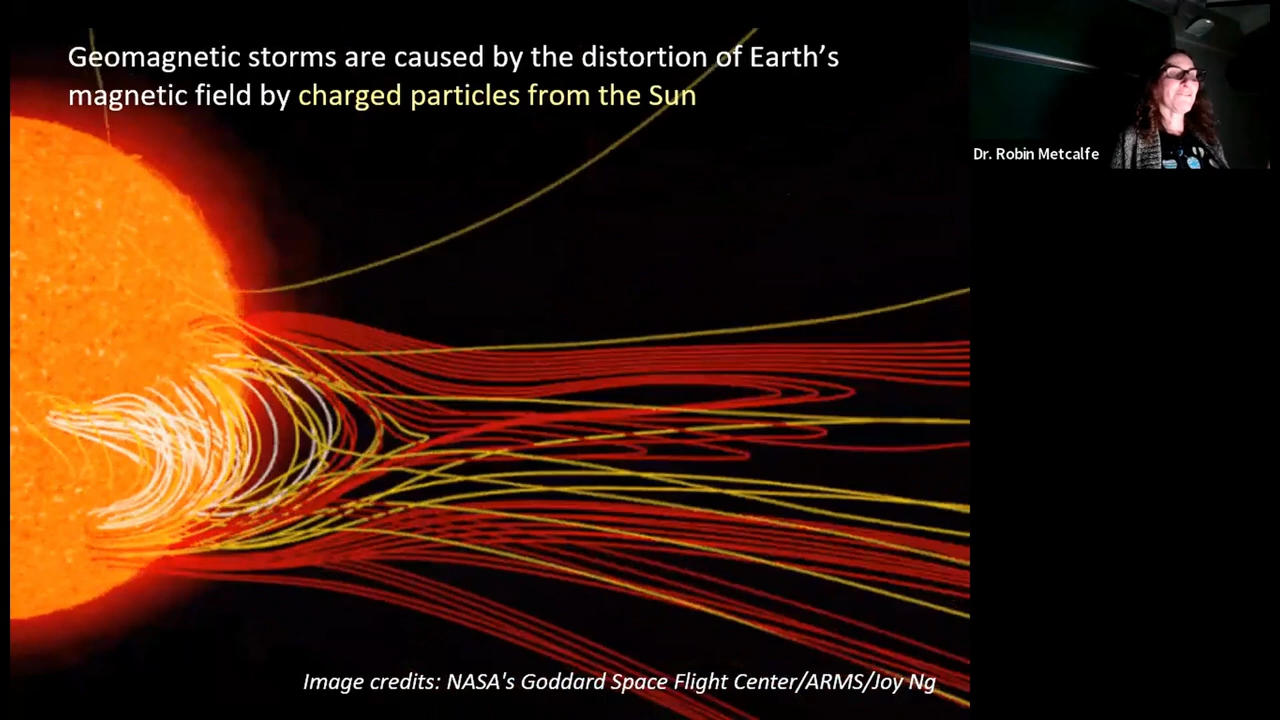 Geomagnetic storms are caused by the distortion of Earth’s
magnetic field by charged particles from the Sun
Dr. Robin Metcalfe
Image credits: NASA's Goddard Space Flight Center/ARMS/Joy Ng